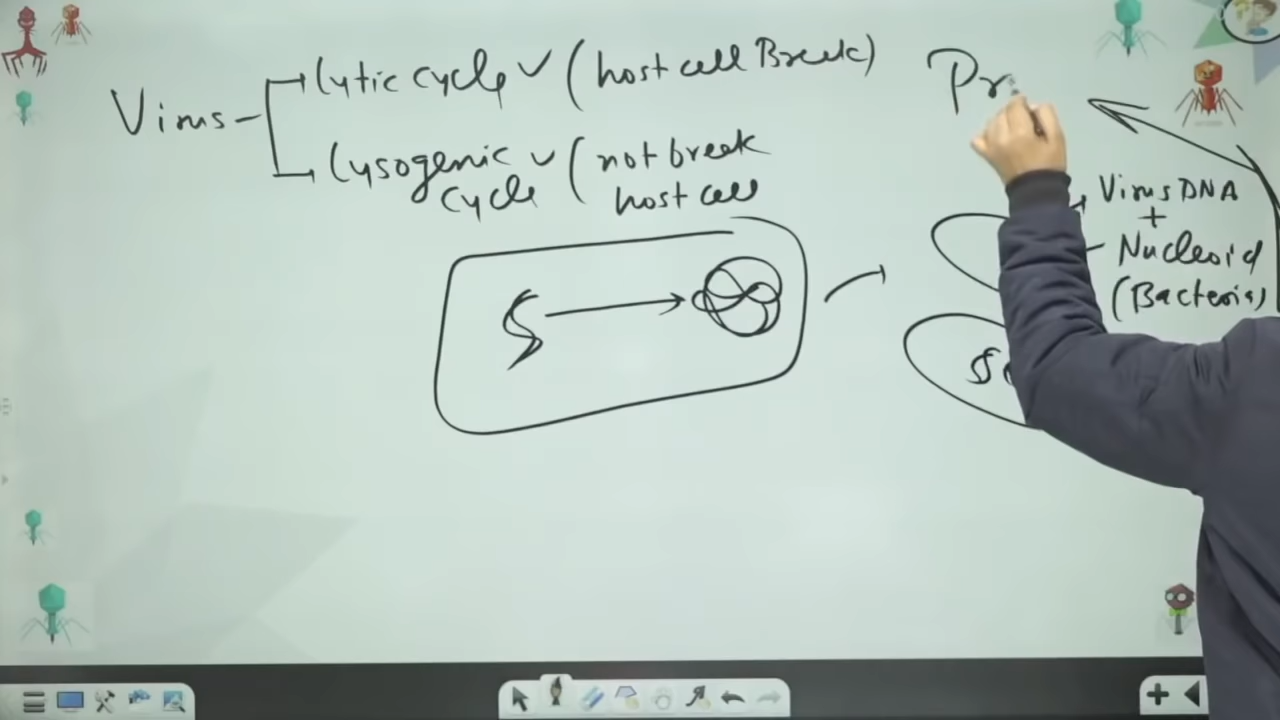 Virus
Lytic cycle ✓ (host cell Break)
Lysogenic ✓ (not break
cycle host cell
Pr
Virus DNA
+
Nucleoid
(Bacteria)